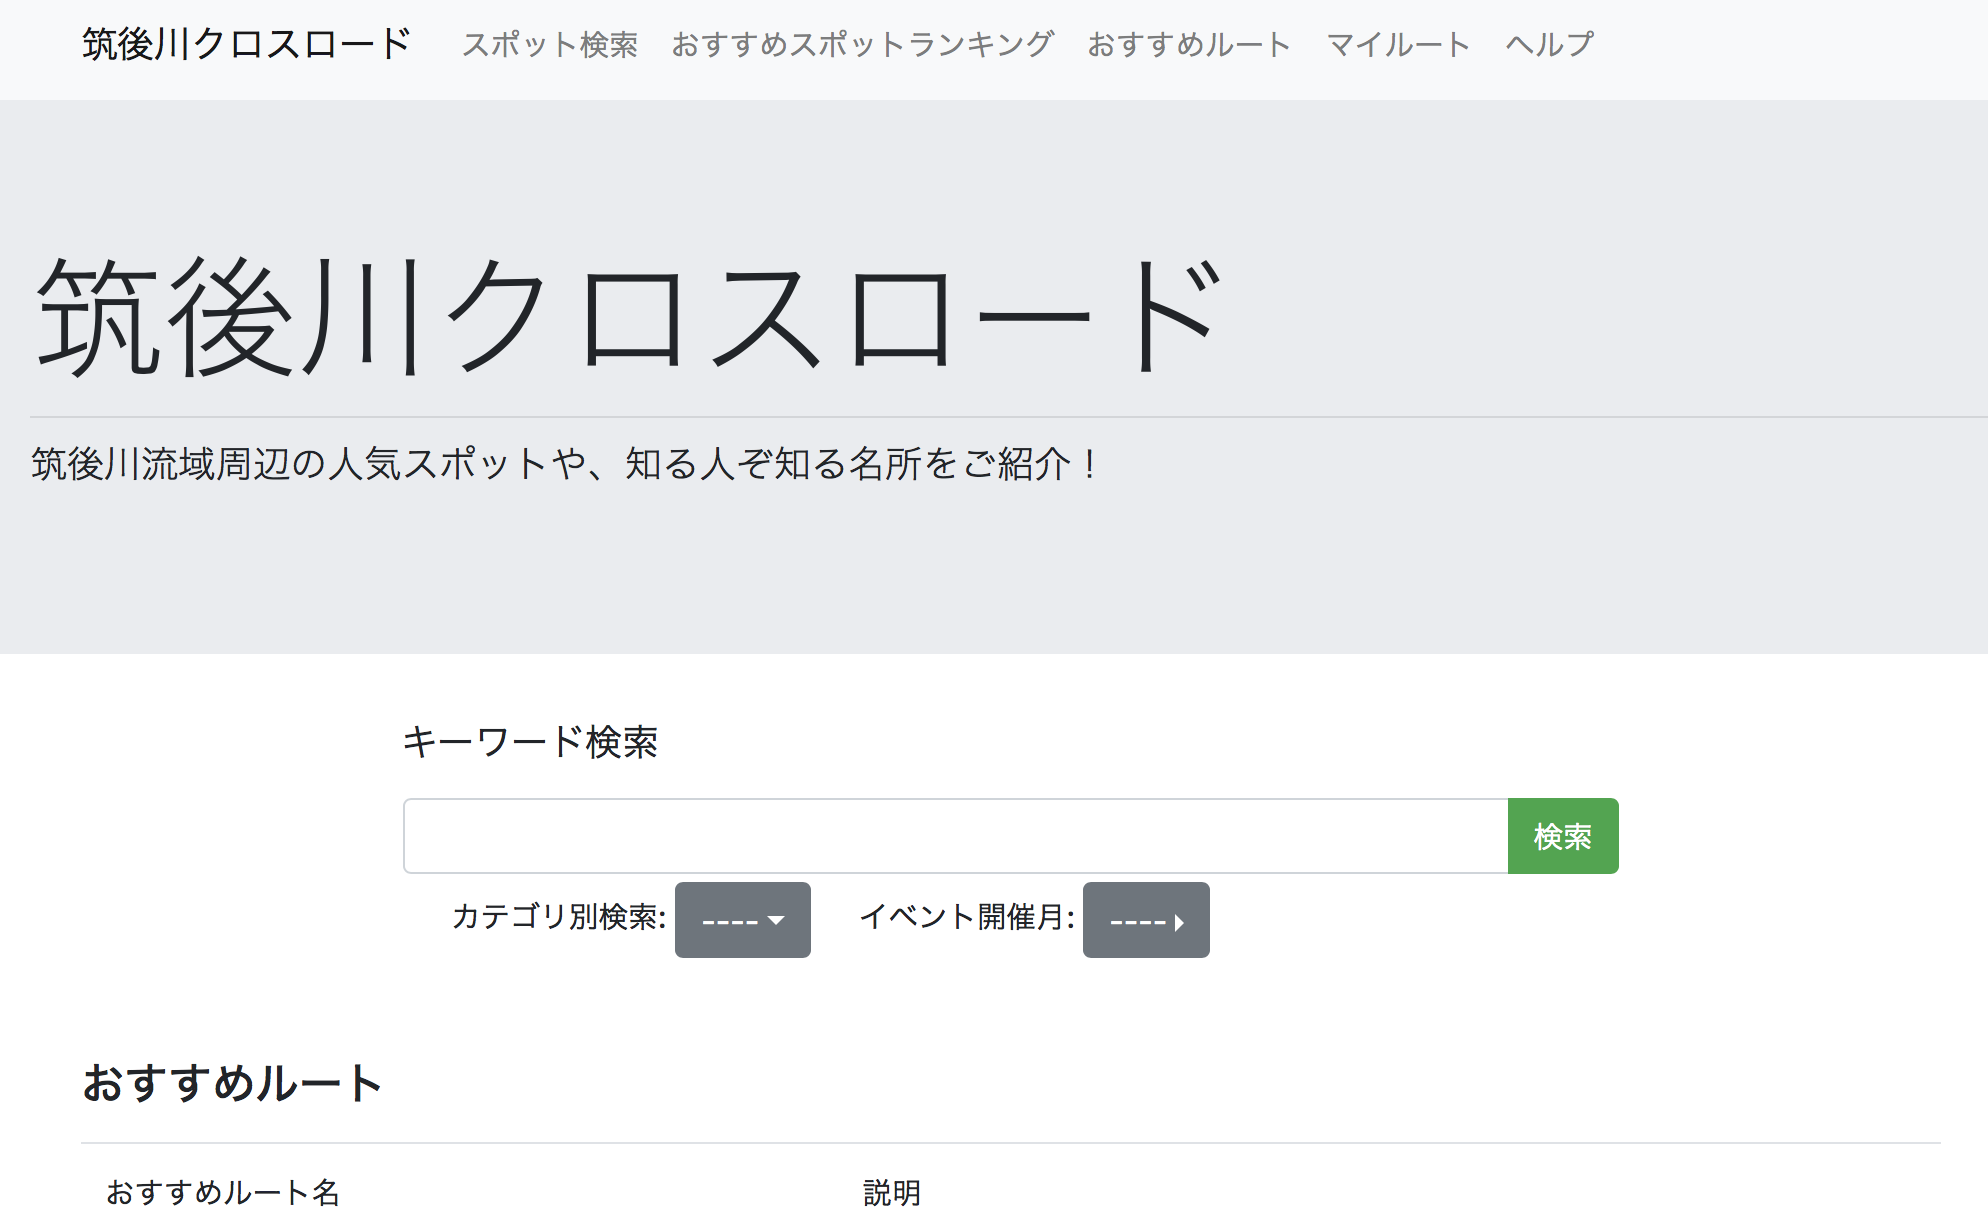 筑後川クロスロード スポット検索 おすすめスポットランキング おすすめルート マイルート ヘルプ
筑後川クロスロード
筑後川流域周辺の人気スポットや、知る人ぞ知る名所をご紹介！
キーワード検索
検索
カテゴリ別検索: ---- イベント開催月: ----
おすすめルート
おすすめルート名 説明